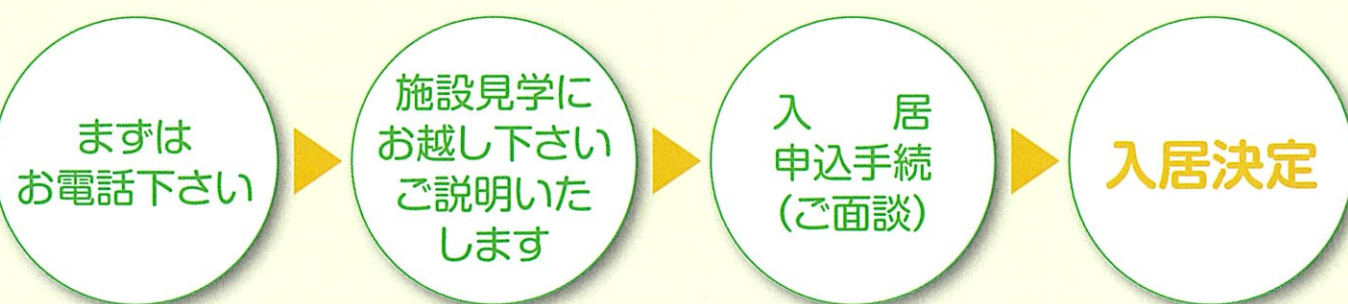 まずは
お電話下さい
施設見学に
お越し下さい
ご説明いた
します
入　　居
申込手続
(ご面談)
入居決定